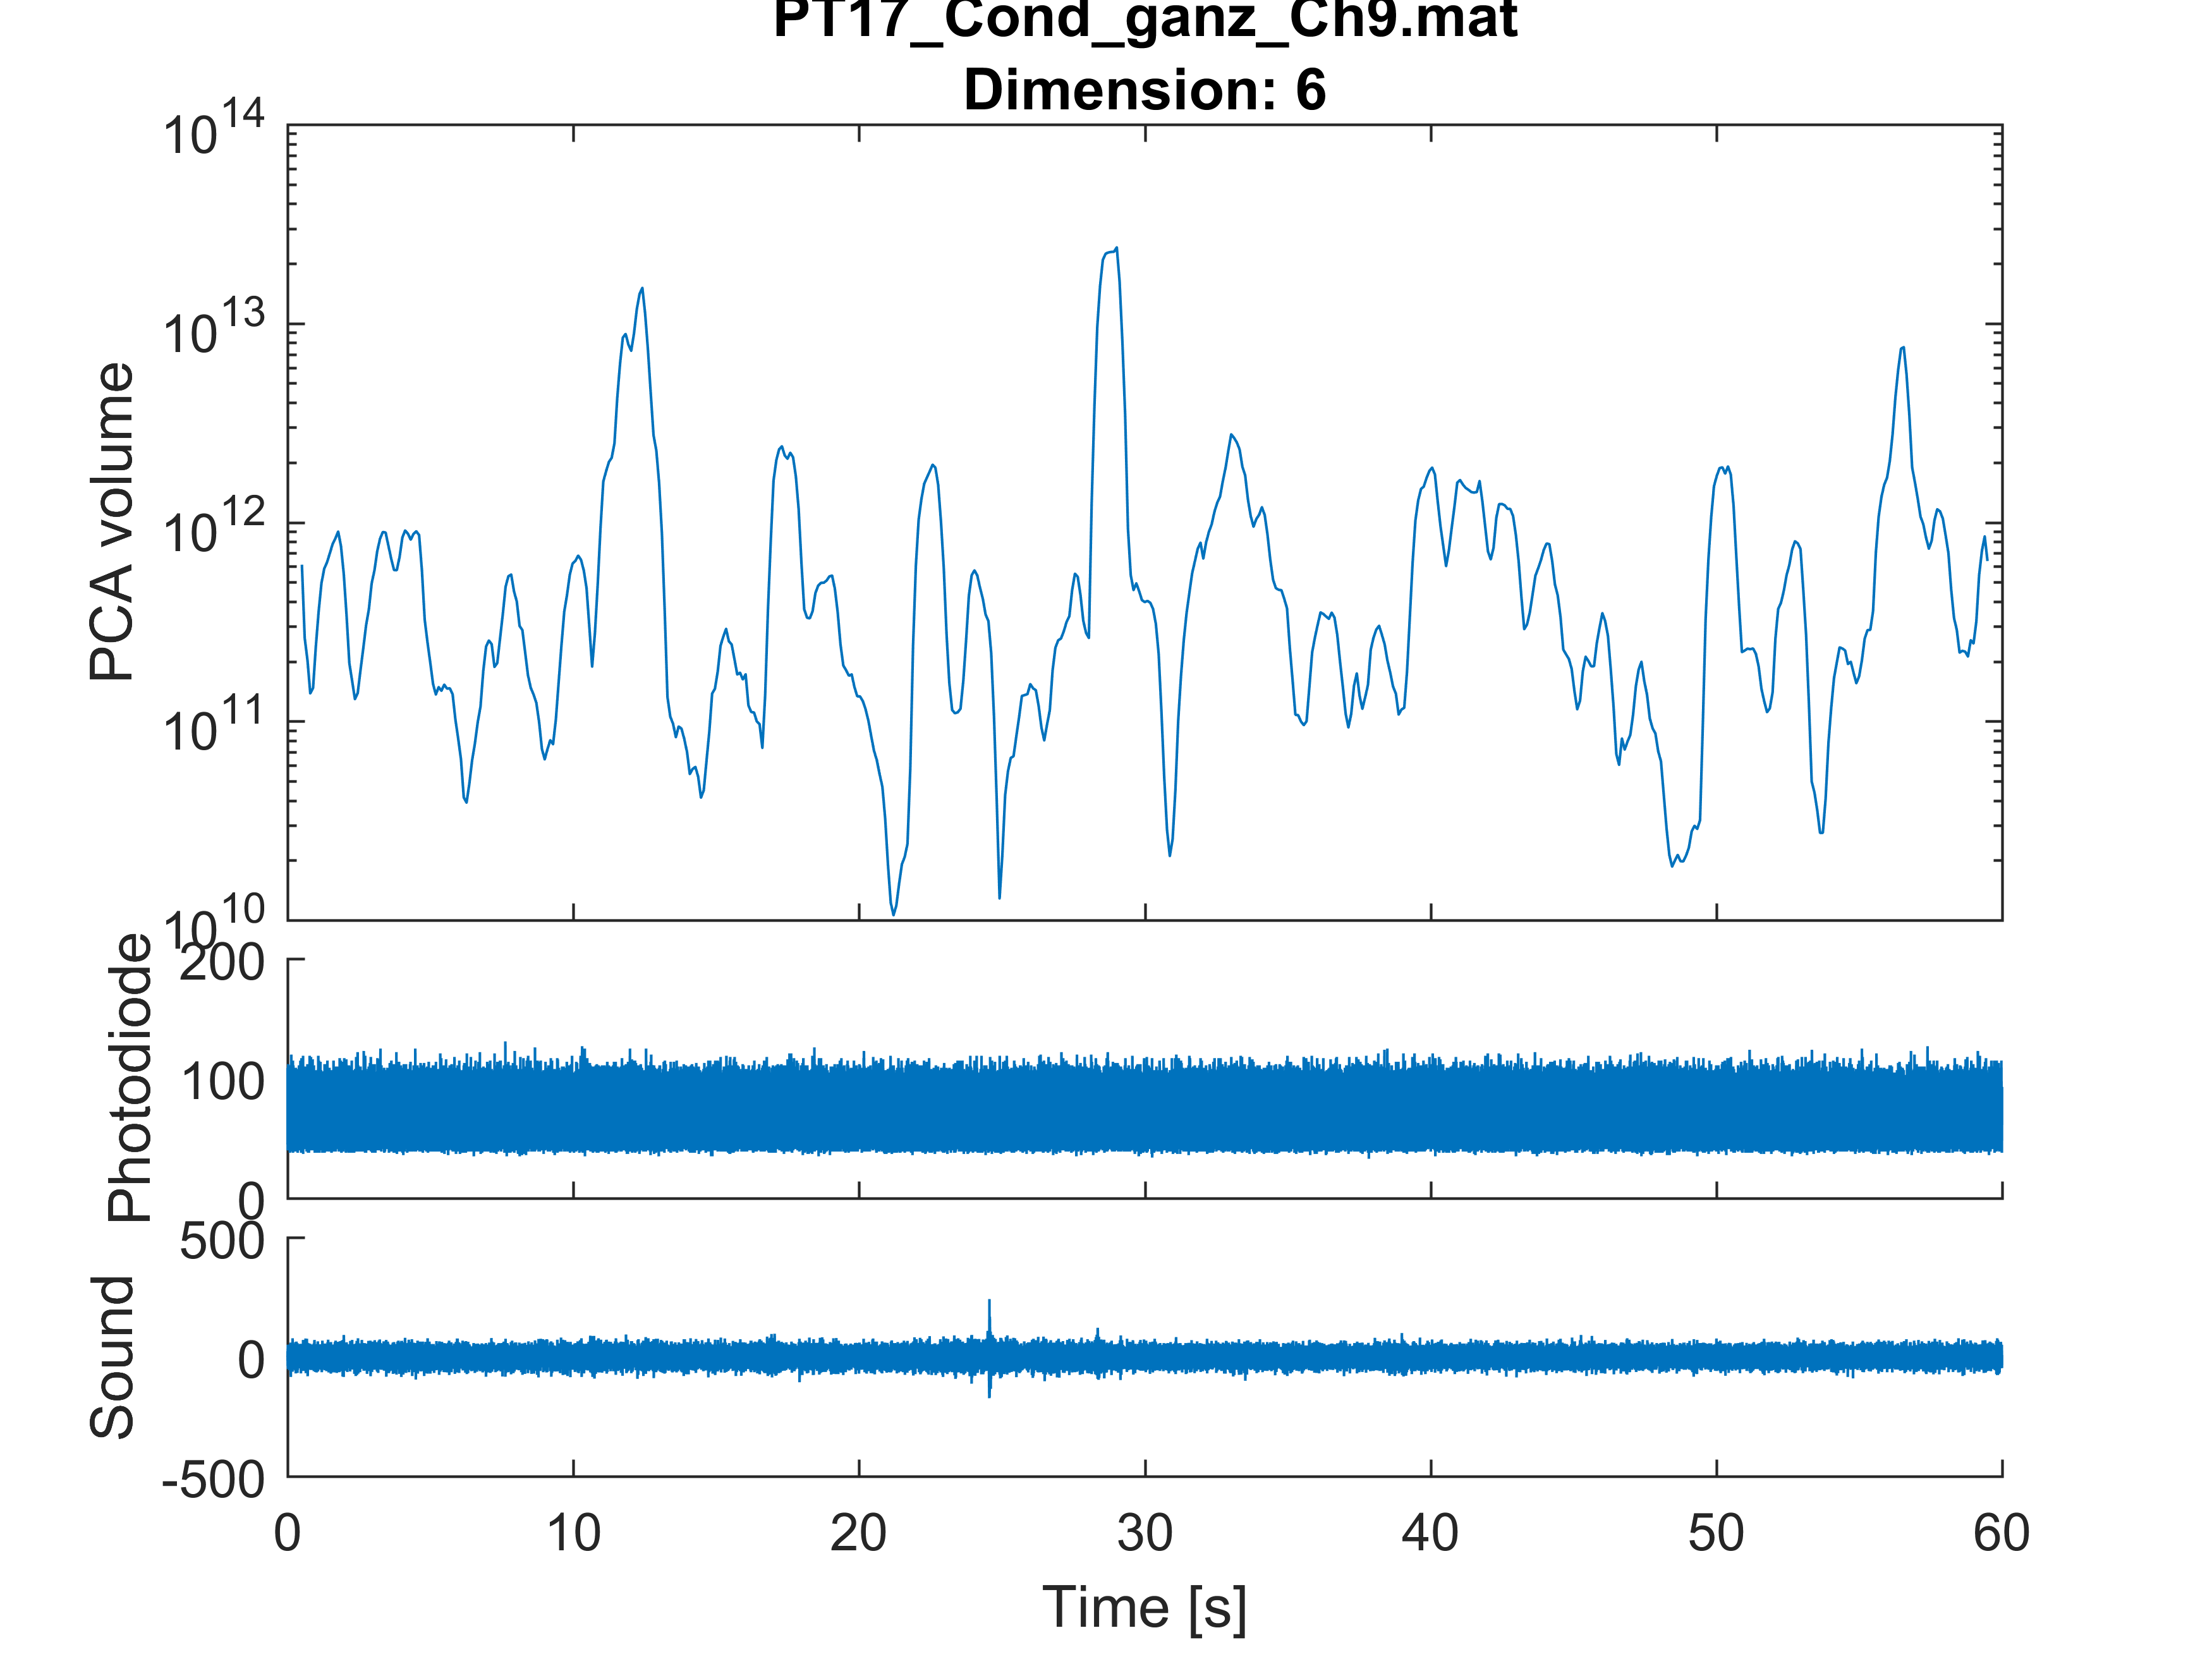 PT17_Cond_ganz_Ch9.mat
Dimension: 6
10^14
10^13
10^12
10^11
10^10
PCA volume
200
100
0
Photodiode
500
0
-500
Sound
0 10 20 30 40 50 60
Time [s]